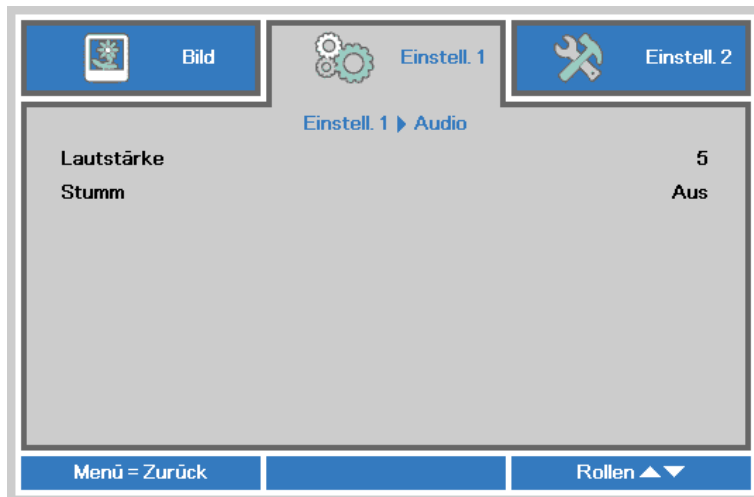 Bild
Einstell. 1
Einstell. 2
Einstell. 1 ▶ Audio
Lautstärke 5
Stumm Aus
Menü = Zurück
Rollen ▲▼